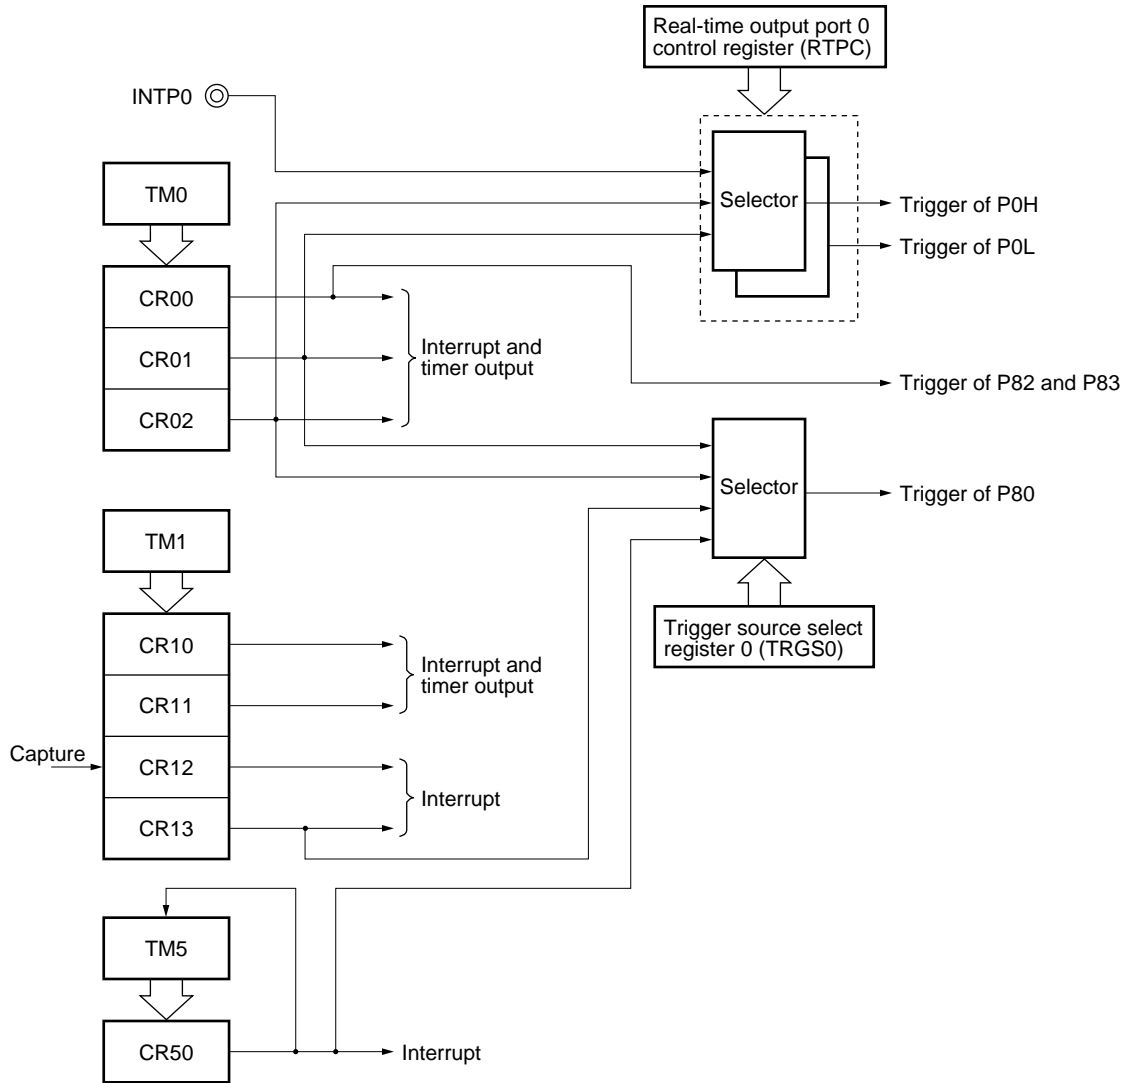 Real-time output port 0
control register (RTPC)
INTP0
TM0
Selector
Trigger of P0H
Trigger of P0L
CR00
CR01
CR02
Interrupt and
timer output
Trigger of P82 and P83
Selector
Trigger of P80
TM1
Trigger source select
register 0 (TRGS0)
CR10
CR11
Interrupt and
timer output
Capture
CR12
CR13
Interrupt
TM5
CR50
Interrupt